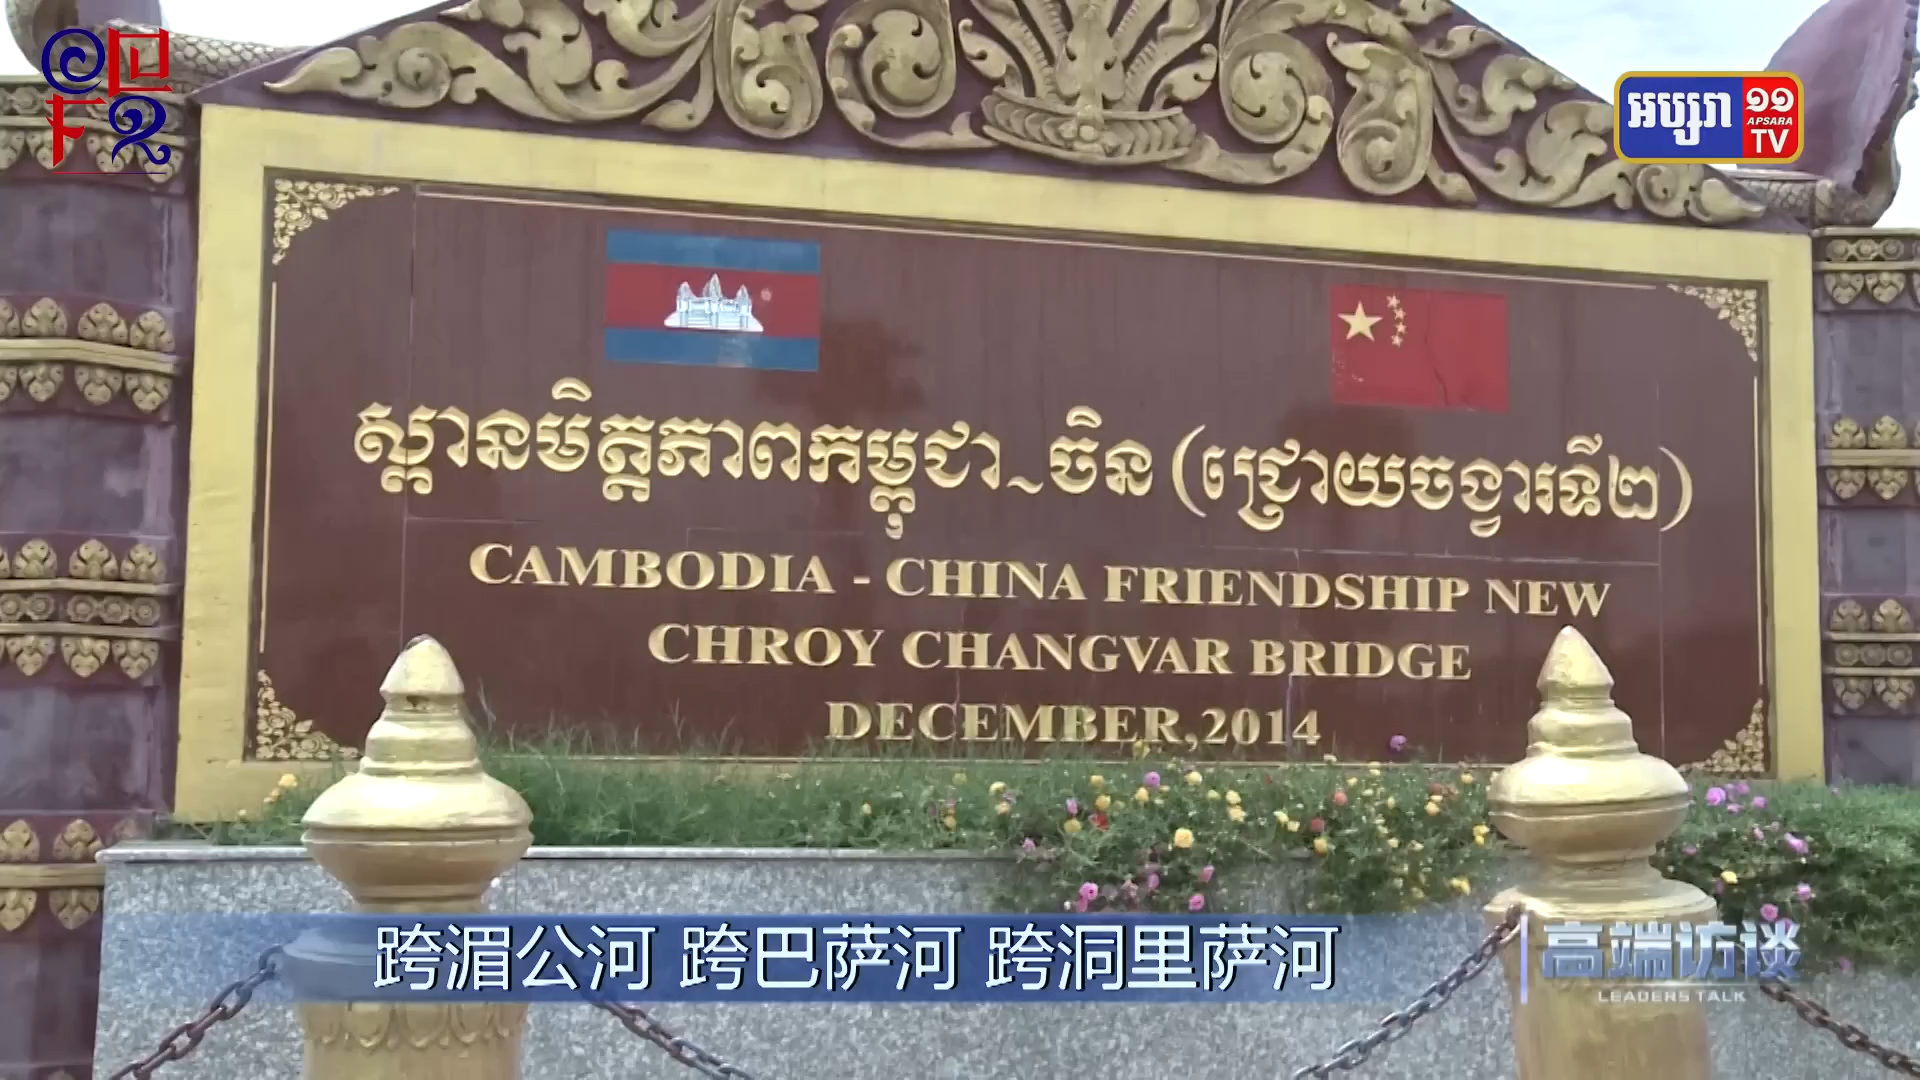 អប្សរា ១១
APSARA
TV
ស្ពានមិត្តភាពកម្ពុជា~ចិន (ជ្រោយចង្វារទី២)
CAMBODIA - CHINA FRIENDSHIP NEW
CHROY CHANGVAR BRIDGE
DECEMBER,2014
跨湄公河 跨巴萨河 跨洞里萨河
高端访谈
LEADERS TALK